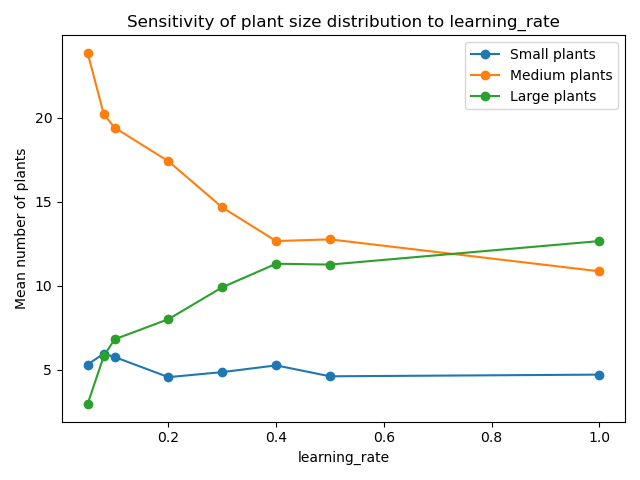 Sensitivity of plant size distribution to learning_rate
Small plants
Medium plants
Large plants
Mean number of plants
20
15
10
5
0.2 0.4 0.6 0.8 1.0
learning_rate